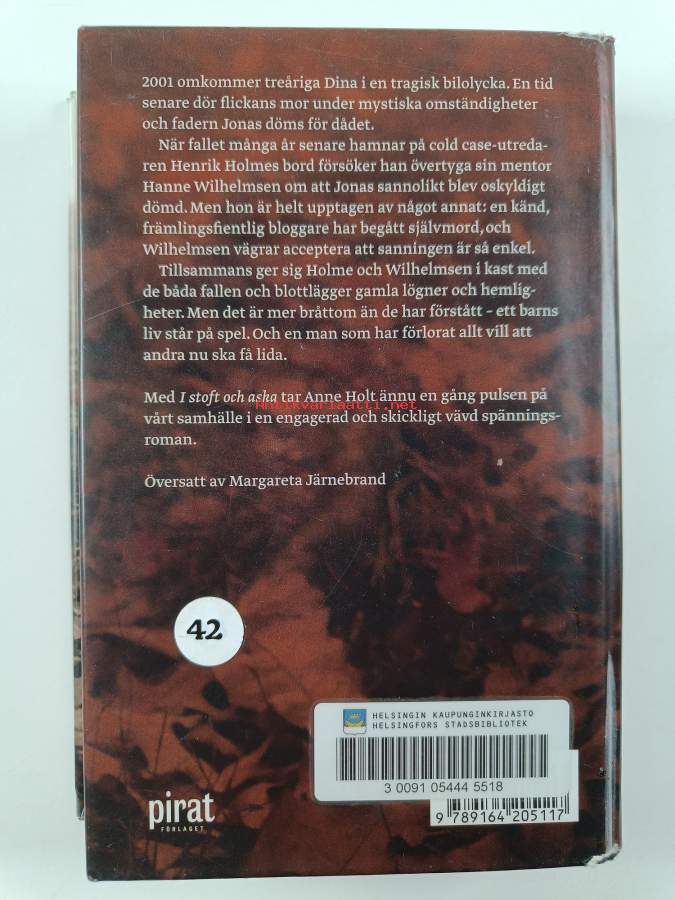 2001 omkommer treåriga Dina i en tragisk bilolycka. En tid
senare dör flickans mor under mystiska omständigheter
och fadern Jonas döms för dådet.
När fallet många år senare hamnar på cold case-utreda-
ren Henrik Holmes bord försöker han övertyga sin mentor
Hanne Wilhelmsen om att Jonas sannolikt blev oskyldigt
dömd. Men hon är helt upptagen av något annat: en känd,
främlingsfientlig bloggare har begått självmord, och
Wilhelmsen vägrar acceptera att sanningen är så enkel.
Tillsammans ger sig Holme och Wilhelmsen i kast med
de båda fallen och blottlägger gamla lögner och hemlig-
heter. Men det är mer bråttom än de har förstått – ett barns
liv står på spel. Och en man som har förlorat allt vill att
andra nu ska få lida.
Med I stoft och aska tar Anne Holt ännu en gång pulsen på
Antikvariaatti.net
vårt samhälle i en engagerad och skickligt vävd spännings-
roman.
Översatt av Margareta Järnebrand
42
HELSINGIN KAUPUNGINKIRJASTO
HELSINGFORS STADSBIBLIOTEK
3 0091 05444 5518
9 789164 205117
pirat
FÖRLAGET